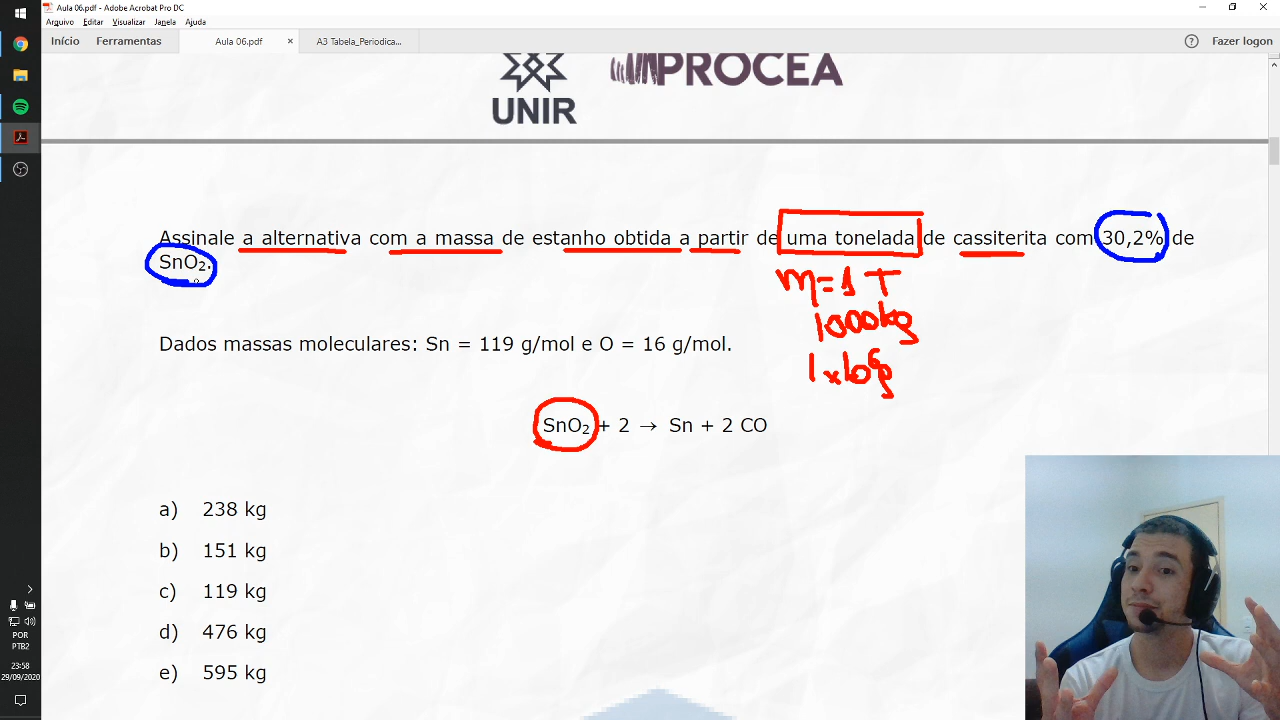 Aula 06.pdf - Adobe Acrobat Pro DC
Arquivo Editar Visualizar Janela Ajuda
Início Ferramentas Aula 06.pdf × A3 Tabela_Periodica... ? Fazer logon
UNIR PROCEA
Assinale a alternativa com a massa de estanho obtida a partir de uma tonelada de cassiterita com 30,2% de
SnO₂.
m=1 T
1000kg
1x10⁶g
Dados massas moleculares: Sn = 119 g/mol e O = 16 g/mol.
SnO₂ + 2 → Sn + 2 CO
a) 238 kg
b) 151 kg
c) 119 kg
d) 476 kg
e) 595 kg
POR
PTB2
23:58
29/09/2020